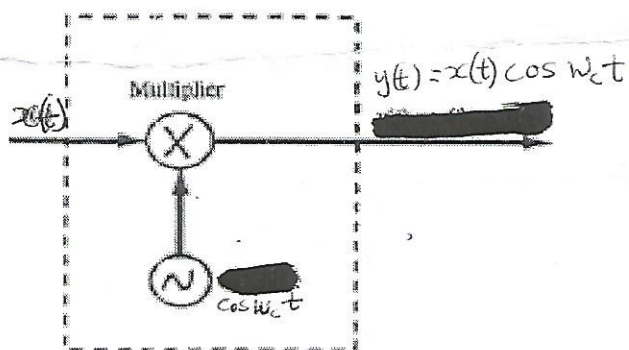 y(t) = x(t) cos w_c t
Multiplier
x(t)
X
~
cos w_c t